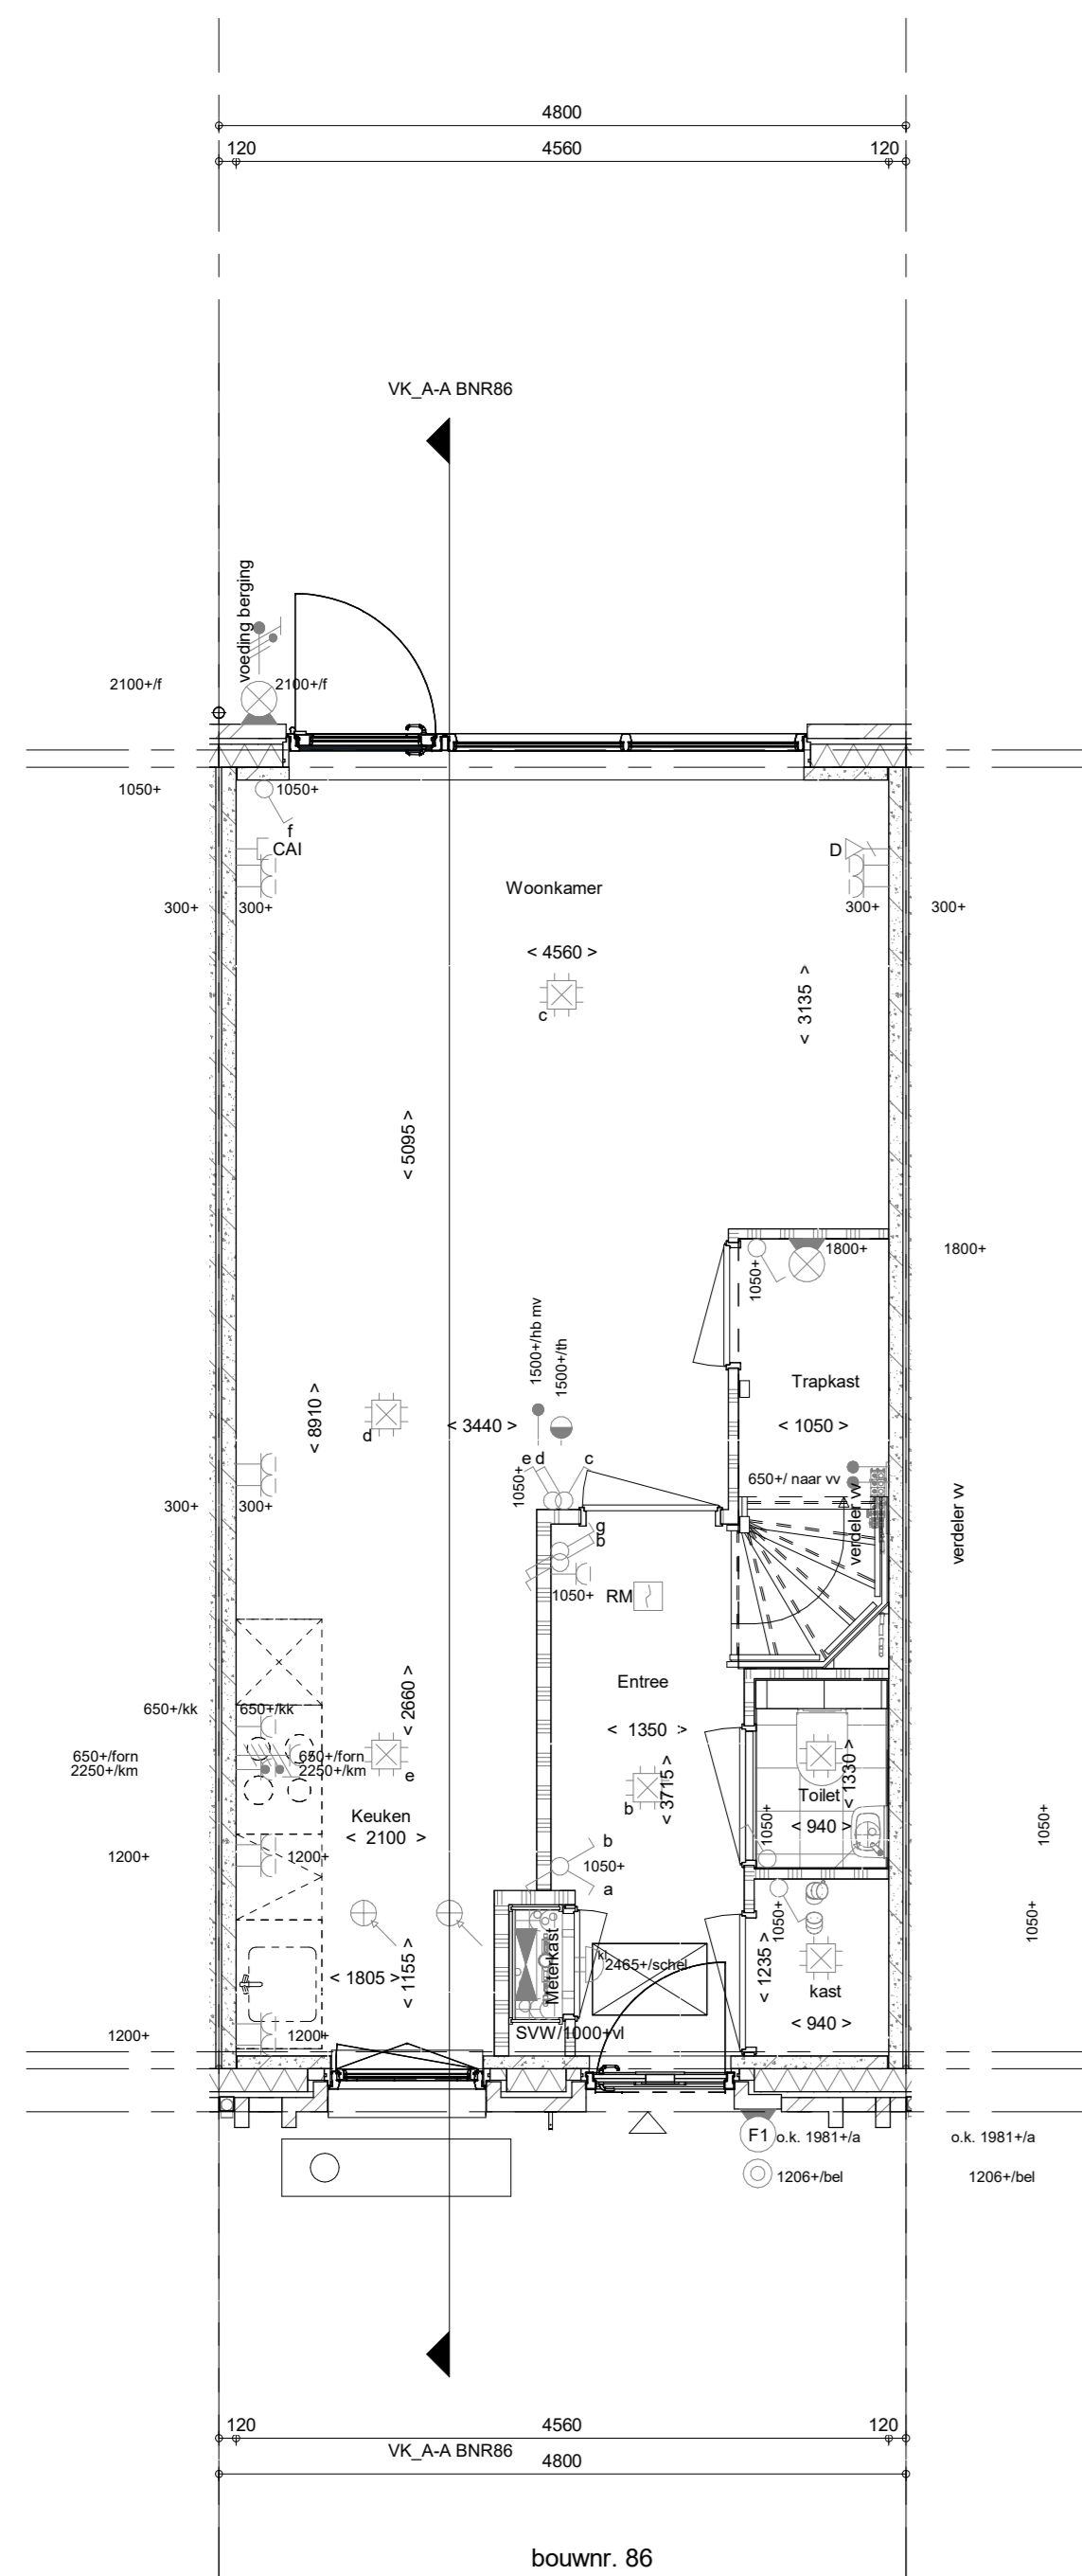 4800
120 4560 120
VK_A-A BNR86
voeding berging
2100+/f 2100+/f
1050+ 1050+
f
CAI D
Woonkamer
300+ 300+ 300+ 300+
< 4560 >
c
< 3135 >
< 5095 >
1800+ 1800+
1050+
1500+/hb mv
1500+/th
Trapkast
< 8910 >
d
< 3440 >
< 1050 >
e d c
1050+
650+/ naar vv
300+ 300+
verdeler vv verdeler vv
g
b
1050+ RM
Entree
< 2660 >
650+/kk 650+/kk
< 1350 >
650+/forn 650+/forn
2250+/km 2250+/km
e
< 3715 >
b
< 1330 >
Toilet
Keuken
< 2100 >
< 940 >
1050+ 1050+
b
1050+
a
1200+ 1200+
1050+ 1050+
Meterkast
kl
2465+/schel
< 1235 >
< 1805 >
< 1155 >
kast
< 940 >
1200+ 1200+
SVW/1000+vl
F1 o.k. 1981+/a o.k. 1981+/a
1206+/bel 1206+/bel
120 4560 120
VK_A-A BNR86
4800
bouwnr. 86